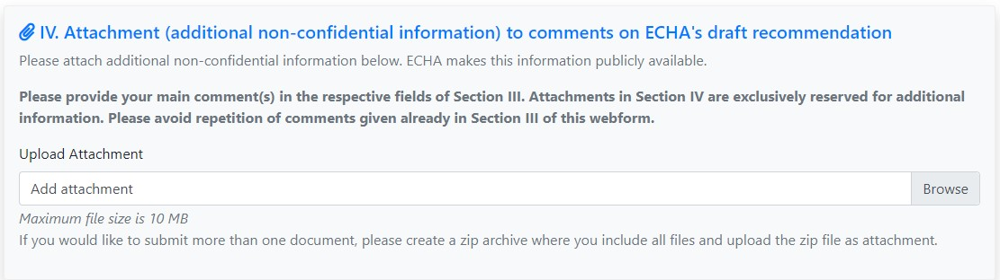 IV. Attachment (additional non-confidential information) to comments on ECHA's draft recommendation
Please attach additional non-confidential information below. ECHA makes this information publicly available.
Please provide your main comment(s) in the respective fields of Section III. Attachments in Section IV are exclusively reserved for additional
information. Please avoid repetition of comments given already in Section III of this webform.
Upload Attachment
Add attachment Browse
Maximum file size is 10 MB
If you would like to submit more than one document, please create a zip archive where you include all files and upload the zip file as attachment.